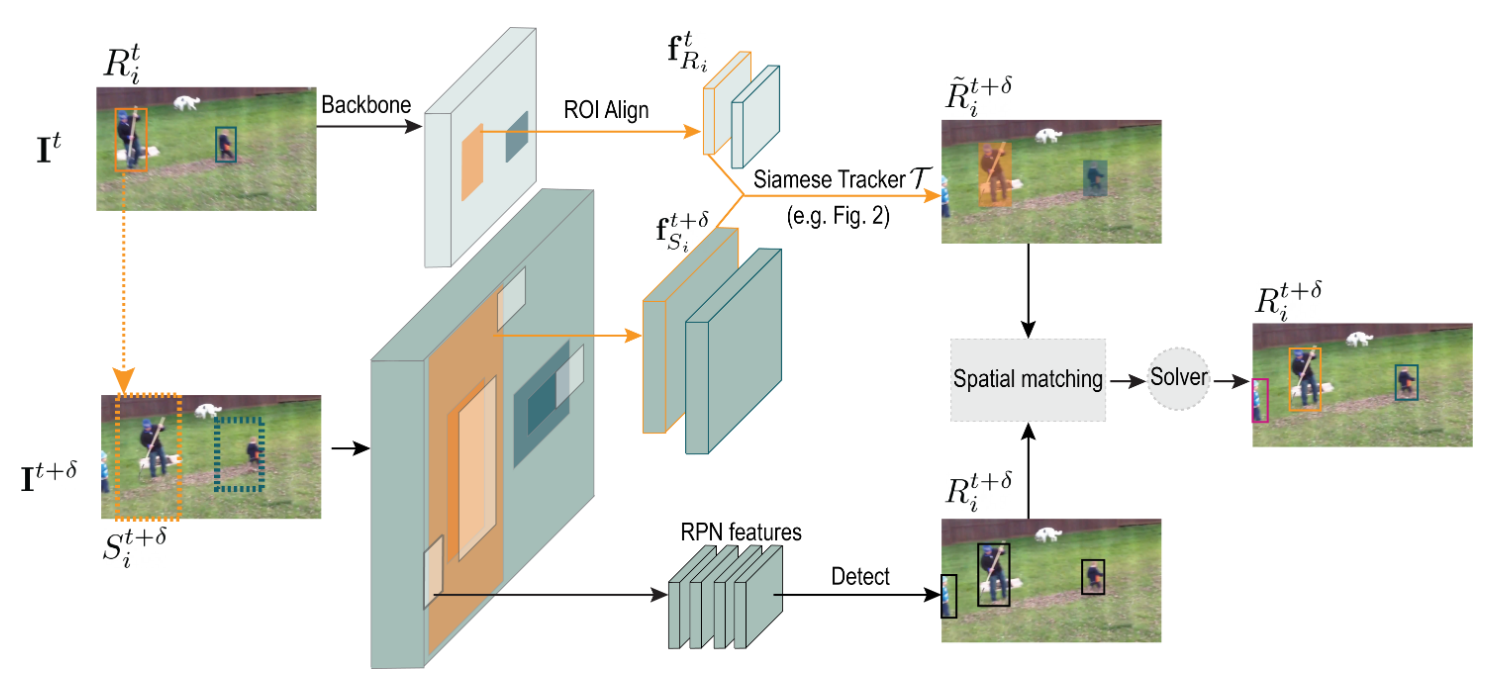 $R_i^t$
$\mathbf{I}^t$
Backbone
ROI Align
$\mathbf{f}_{R_i}^t$
$\tilde{R}_i^{t+\delta}$
Siamese Tracker $\mathcal{T}$
(e.g. Fig. 2)
$\mathbf{f}_{S_i}^{t+\delta}$
$R_i^{t+\delta}$
Spatial matching
Solver
$\mathbf{I}^{t+\delta}$
$S_i^{t+\delta}$
$R_i^{t+\delta}$
RPN features
Detect